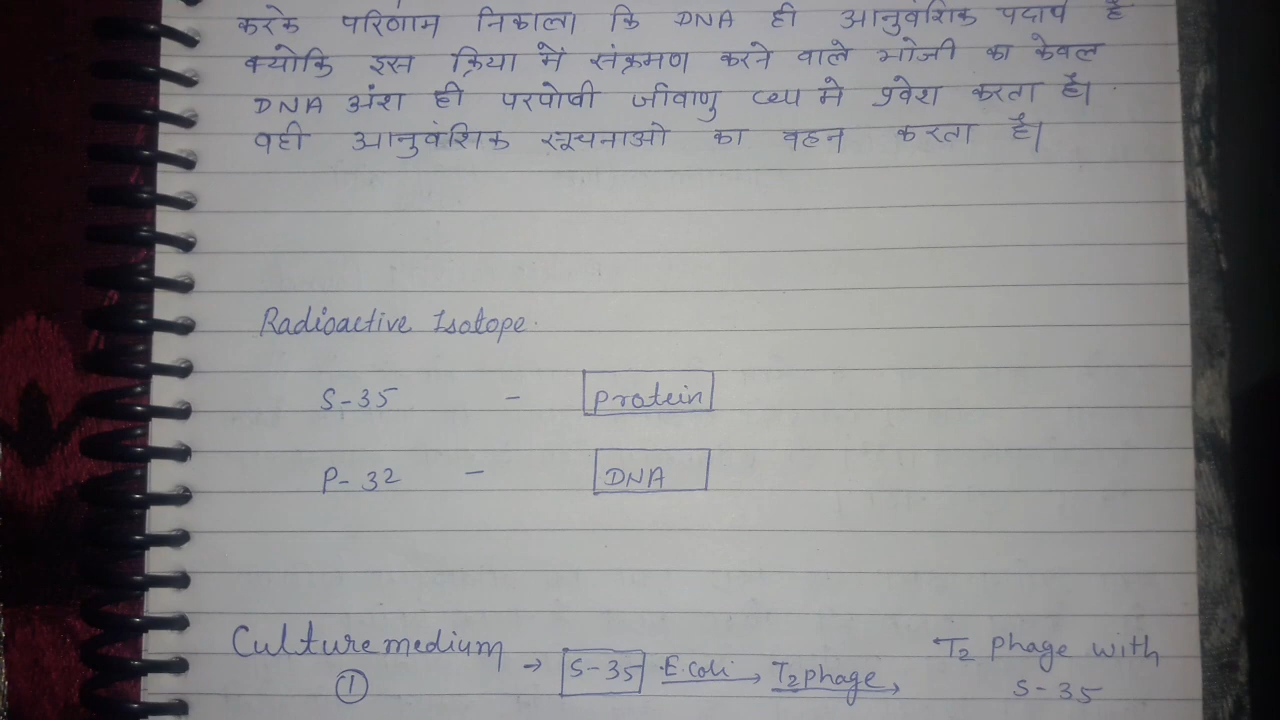 करके परिणाम निकाला कि DNA ही आनुवंशिक पदार्थ है
क्योकि इस क्रिया में संक्रमण करने वाले भोजी का केवल
DNA अंश ही परपोषी जीवाणु cell मे प्रवेश करता है।
वही आनुवंशिक सूचनाओ का वहन करता है।
Radioactive Isotope.
S-35 - Protein
P-32 - DNA
Culture medium → S-35 E.coli → T2 phage → T2 phage with
① S-35